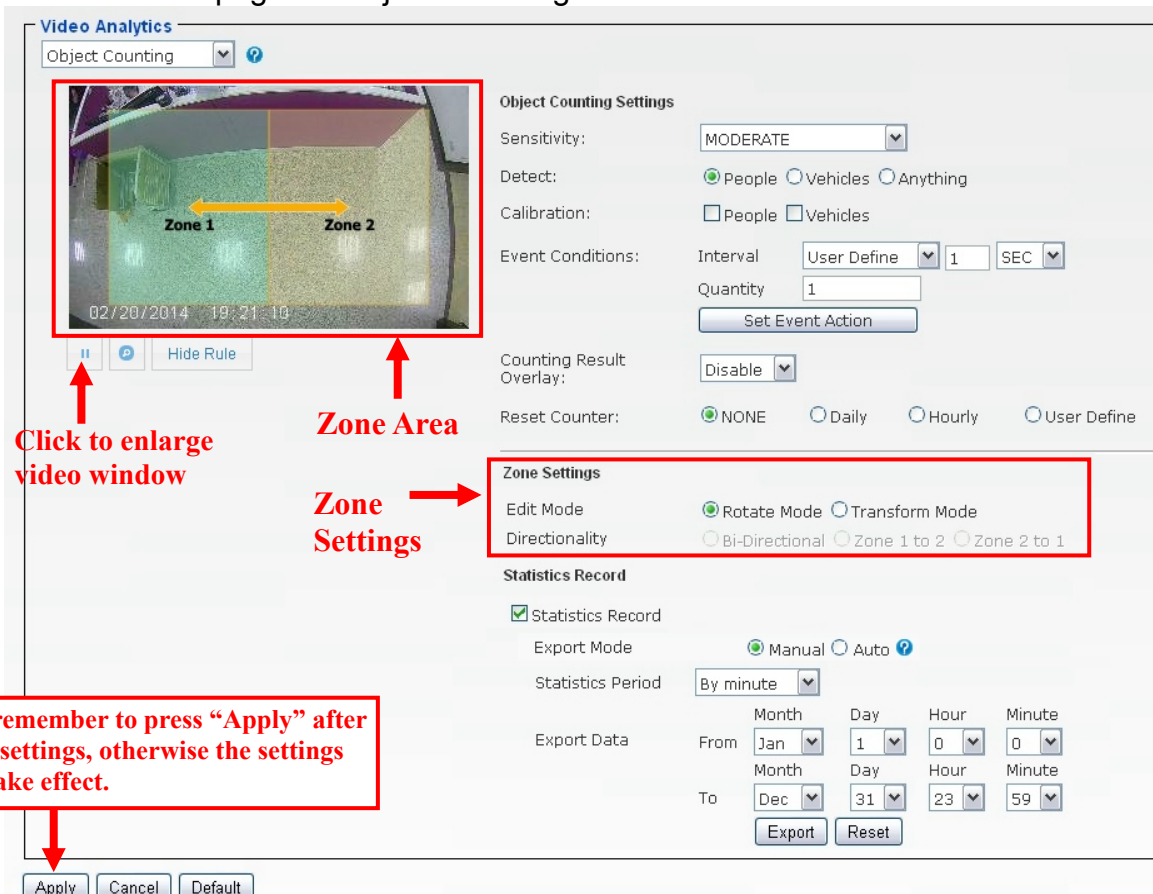 Video Analytics
Object Counting
Object Counting Settings
Sensitivity: MODERATE
Detect: People Vehicles Anything
Calibration: People Vehicles
Event Conditions: Interval User Define 1 SEC
Quantity 1
Set Event Action
Counting Result Overlay: Disable
Reset Counter: NONE Daily Hourly User Define
Zone 1 Zone 2
02/20/2014 19:21:10
Hide Rule
Click to enlarge
video window
Zone Area
Zone Settings
Zone
Settings
Edit Mode Rotate Mode Transform Mode
Directionality Bi-Directional Zone 1 to 2 Zone 2 to 1
Statistics Record
Statistics Record
Export Mode Manual Auto
Statistics Period By minute
Month Day Hour Minute
Export Data From Jan 1 0 0
Month Day Hour Minute
To Dec 31 23 59
Export Reset
remember to press “Apply” after
settings, otherwise the settings
ake effect.
Apply Cancel Default